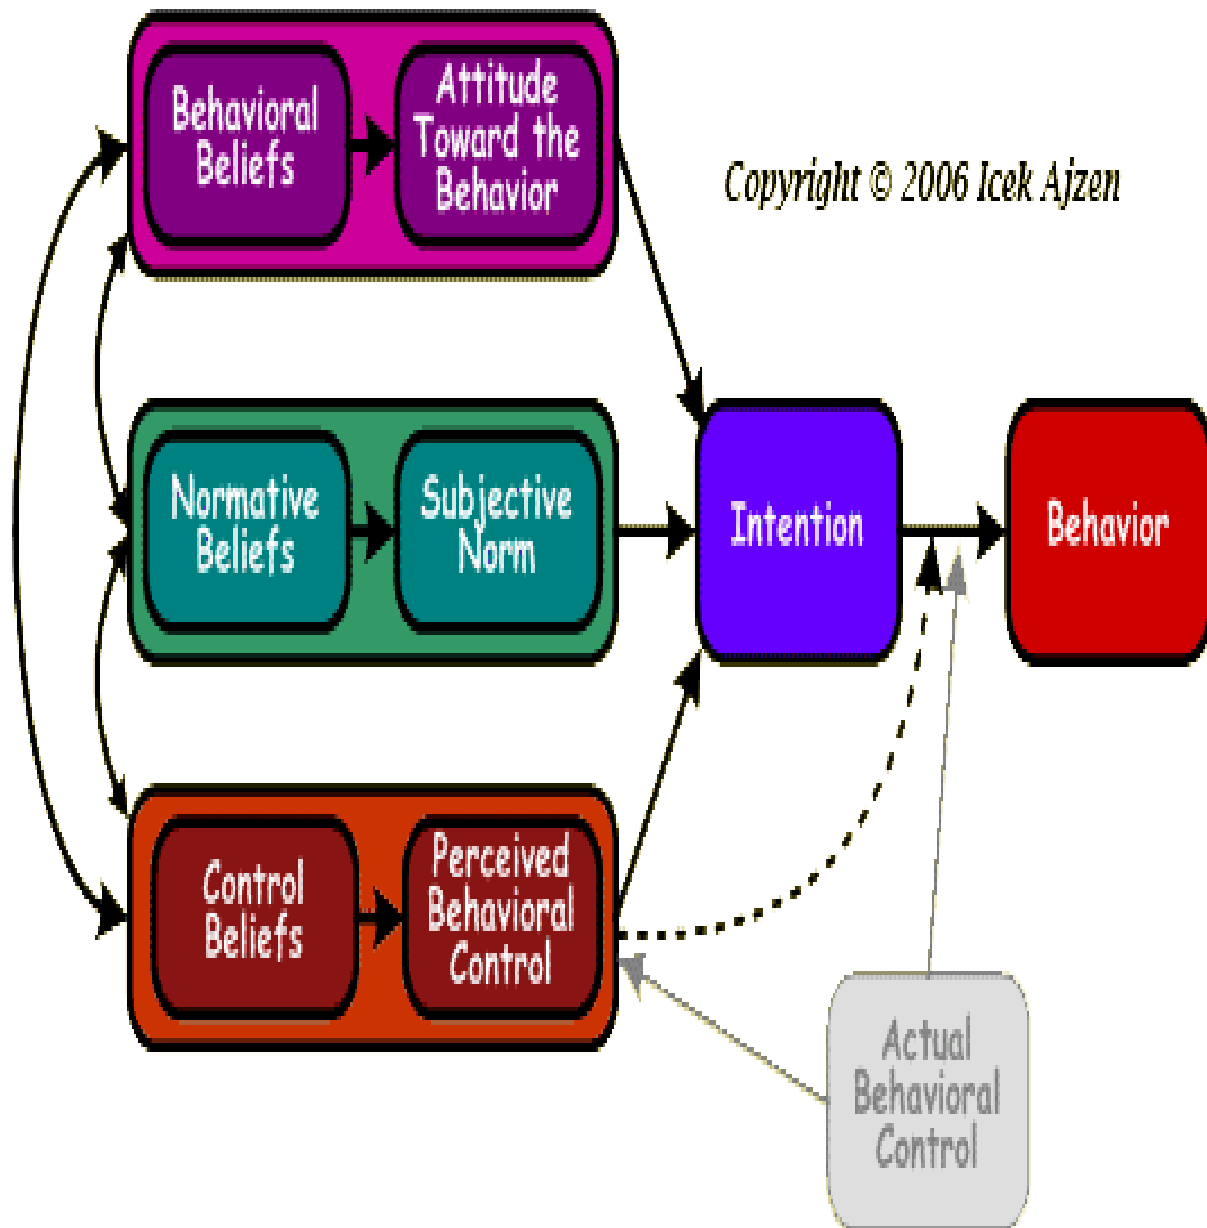 Behavioral
Beliefs
Attitude
Toward the
Behavior
Copyright © 2006 Icek Ajzen
Normative
Beliefs
Subjective
Norm
Intention
Behavior
Control
Beliefs
Perceived
Behavioral
Control
Actual
Behavioral
Control